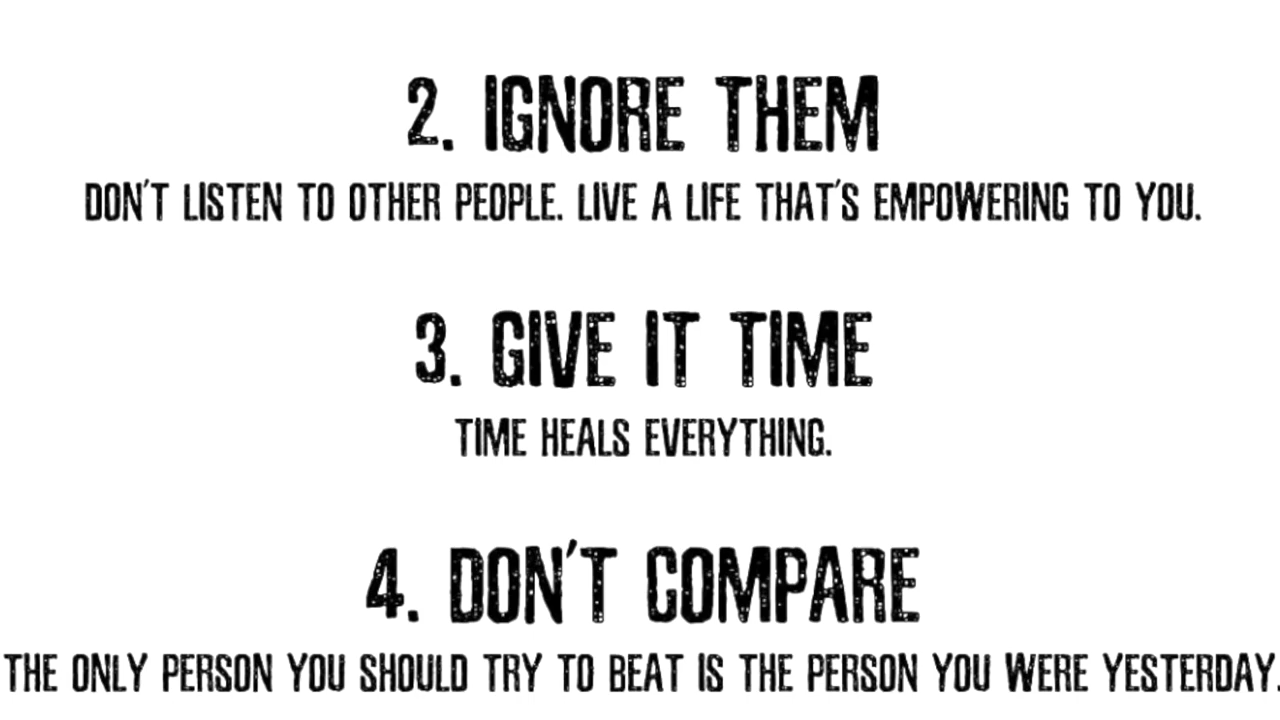 2. IGNORE THEM
DON'T LISTEN TO OTHER PEOPLE. LIVE A LIFE THAT'S EMPOWERING TO YOU.
3. GIVE IT TIME
TIME HEALS EVERYTHING.
4. DON'T COMPARE
THE ONLY PERSON YOU SHOULD TRY TO BEAT IS THE PERSON YOU WERE YESTERDAY.